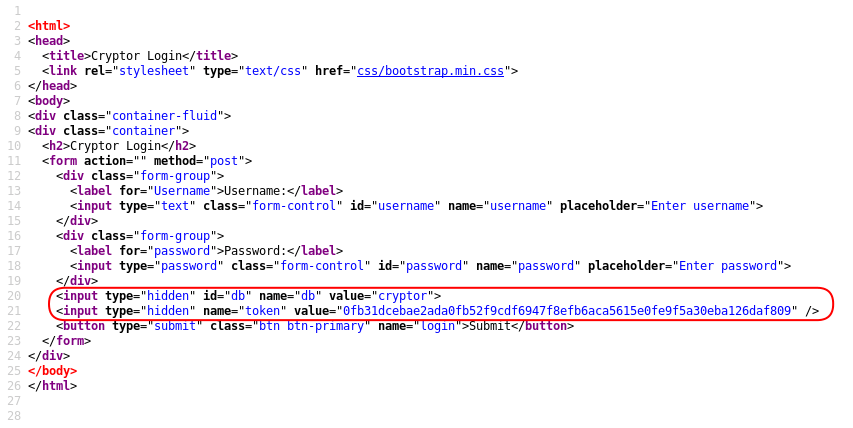 1
2 <html>
3 <head>
4   <title>Cryptor Login</title>
5   <link rel="stylesheet" type="text/css" href="css/bootstrap.min.css">
6 </head>
7 <body>
8 <div class="container-fluid">
9 <div class="container">
10   <h2>Cryptor Login</h2>
11   <form action="" method="post">
12     <div class="form-group">
13       <label for="Username">Username:</label>
14       <input type="text" class="form-control" id="username" name="username" placeholder="Enter username">
15     </div>
16     <div class="form-group">
17       <label for="password">Password:</label>
18       <input type="password" class="form-control" id="password" name="password" placeholder="Enter password">
19     </div>
20     <input type="hidden" id="db" name="db" value="cryptor">
21     <input type="hidden" name="token" value="0fb31dcebae2ada0fb52f9cdf6947f8efb6aca5615e0fe9f5a30eba126daf809" />
22     <button type="submit" class="btn btn-primary" name="login">Submit</button>
23   </form>
24 </div>
25 </body>
26 </html>
27
28